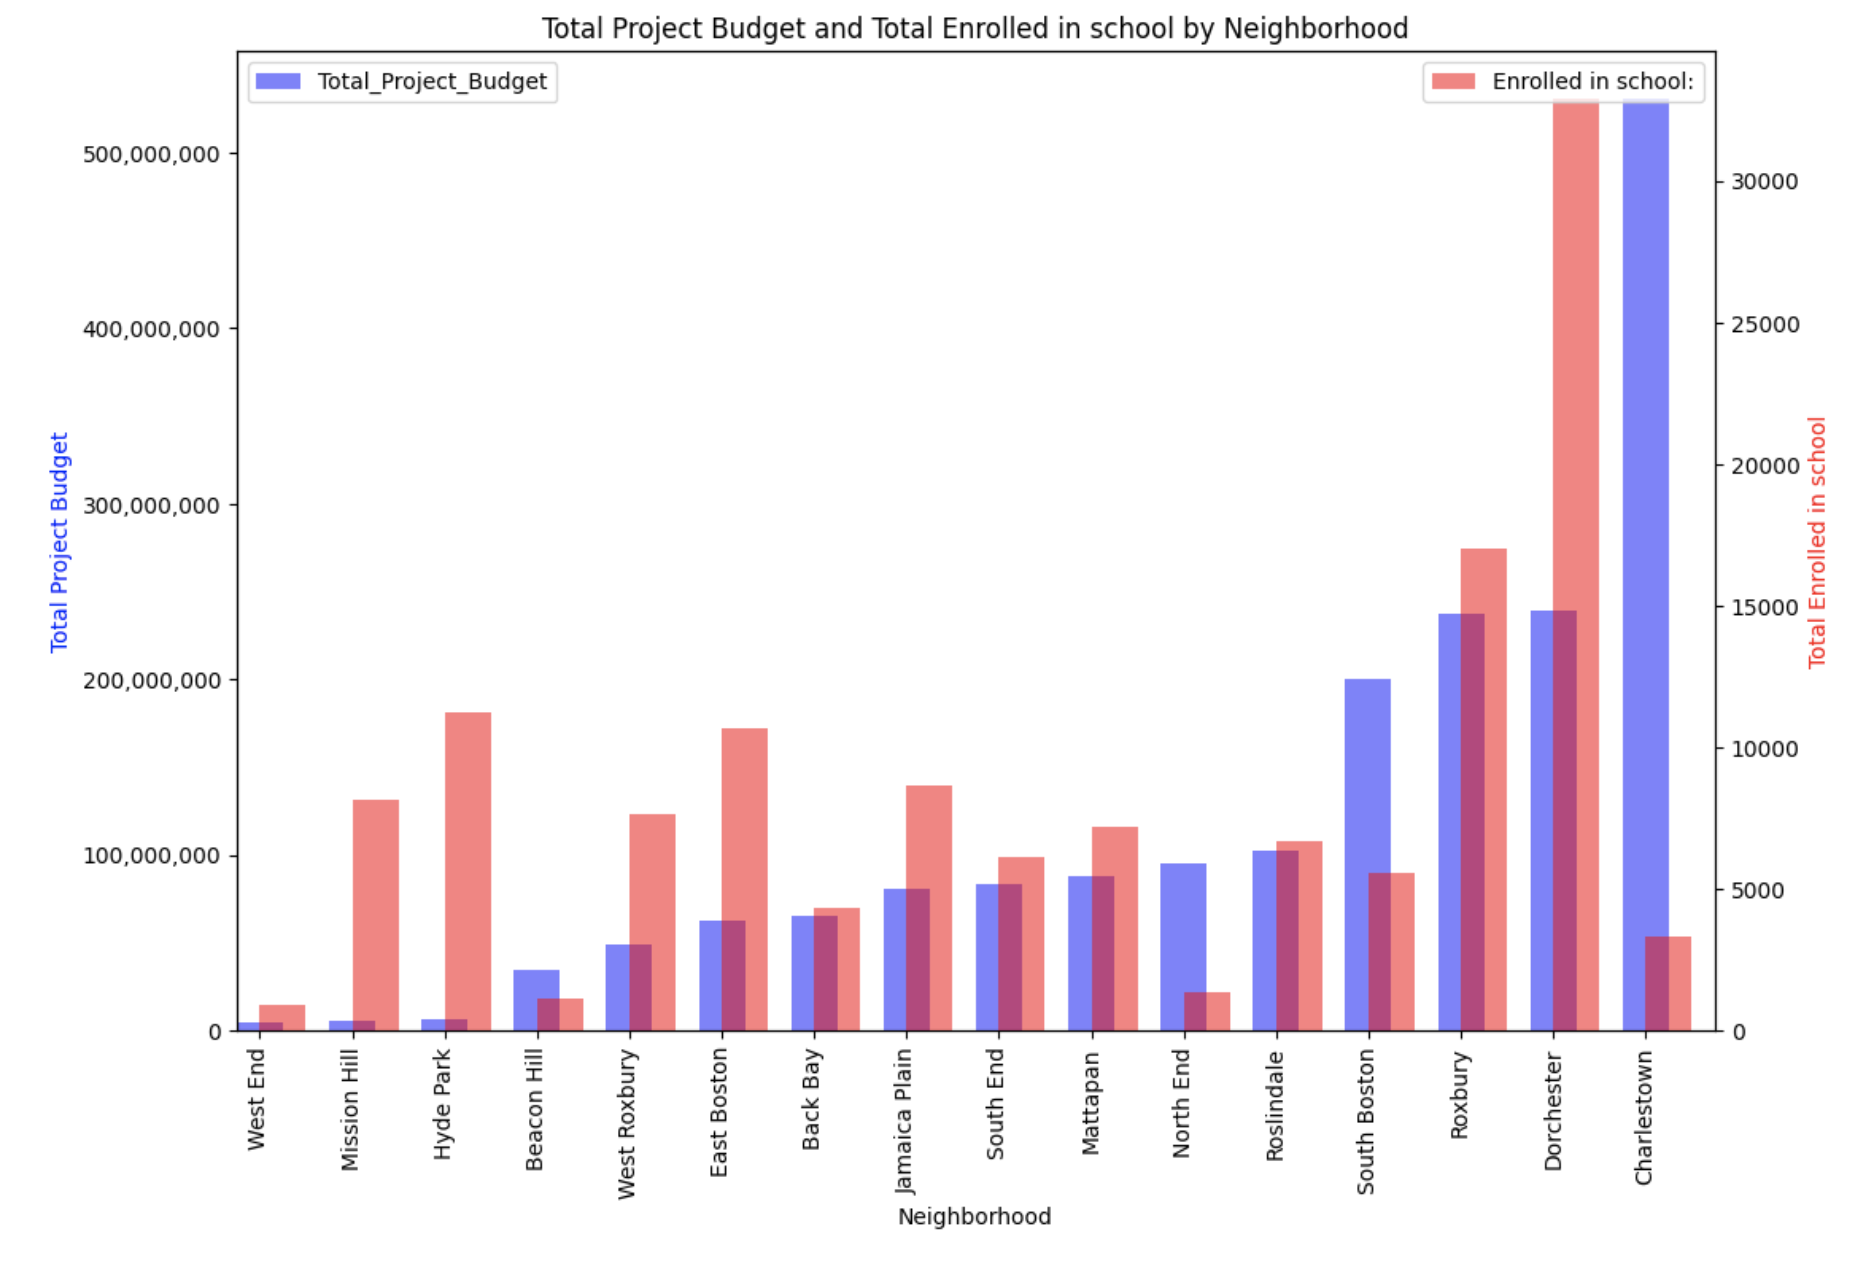 Total Project Budget and Total Enrolled in school by Neighborhood
Total_Project_Budget
Enrolled in school:
500,000,000
400,000,000
300,000,000
200,000,000
100,000,000
0
Total Project Budget
30000
25000
20000
15000
10000
5000
0
Total Enrolled in school
West End
Mission Hill
Hyde Park
Beacon Hill
West Roxbury
East Boston
Back Bay
Jamaica Plain
South End
Mattapan
North End
Roslindale
South Boston
Roxbury
Dorchester
Charlestown
Neighborhood